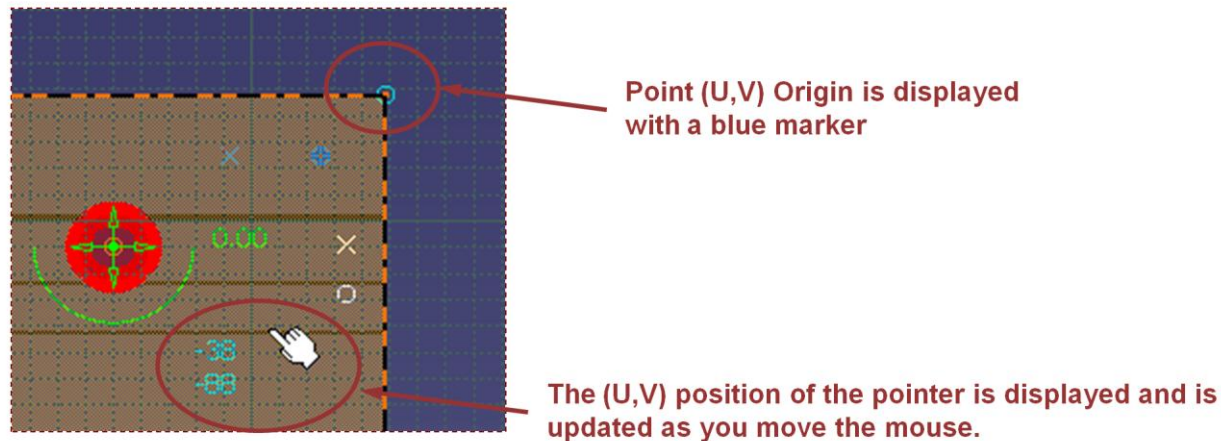 Point (U,V) Origin is displayed
with a blue marker
0.00
-38
-88
The (U,V) position of the pointer is displayed and is
updated as you move the mouse.